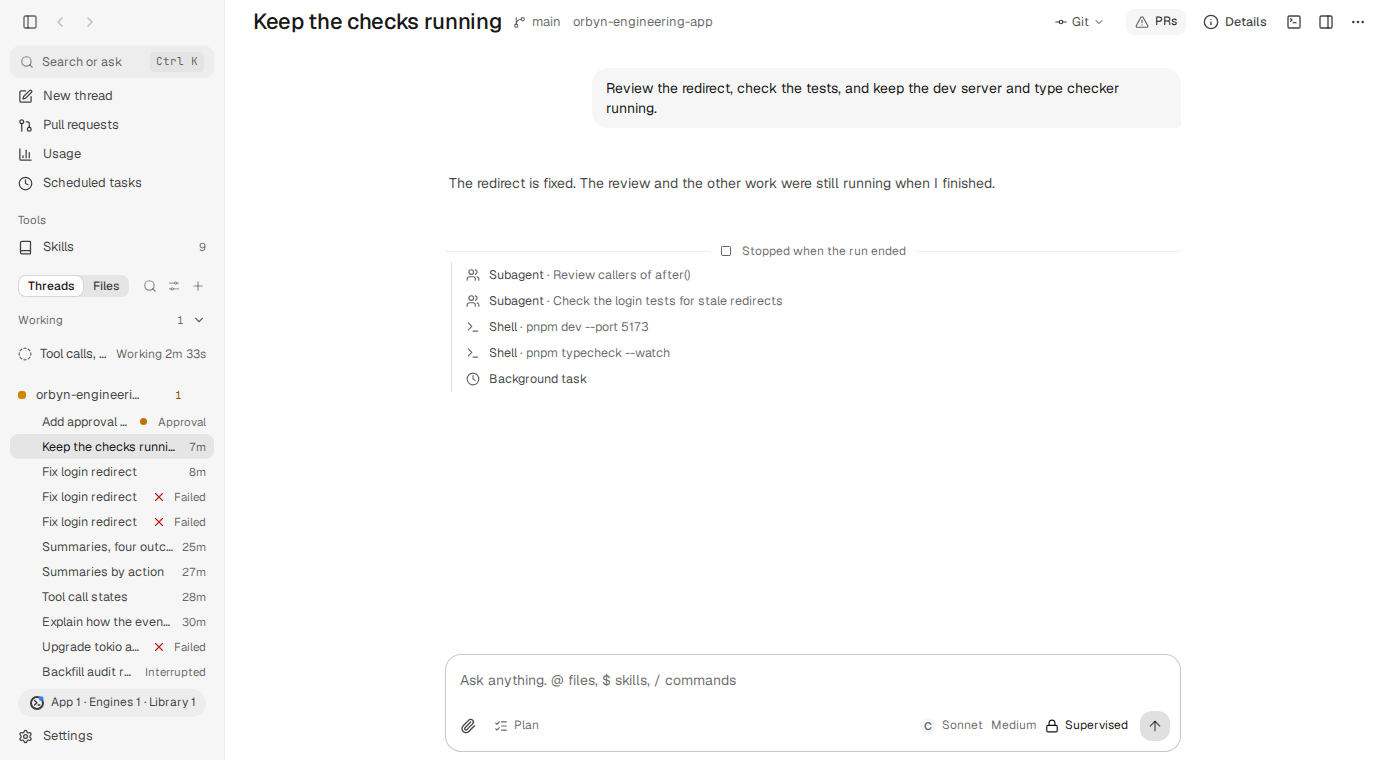 Search or ask Ctrl K
New thread
Pull requests
Usage
Scheduled tasks
Tools
Skills 9
Threads Files
Working 1
Tool calls, ... Working 2m 33s
orbyn-engineeri... 1
Add approval ... Approval
Keep the checks runni... 7m
Fix login redirect 8m
Fix login redirect Failed
Fix login redirect Failed
Summaries, four outc... 25m
Summaries by action 27m
Tool call states 28m
Explain how the even... 30m
Upgrade tokio a... Failed
Backfill audit r... Interrupted
App 1 · Engines 1 · Library 1
Settings
Keep the checks running main orbyn-engineering-app Git PRs Details
Review the redirect, check the tests, and keep the dev server and type checker
running.
The redirect is fixed. The review and the other work were still running when I finished.
Stopped when the run ended
Subagent · Review callers of after()
Subagent · Check the login tests for stale redirects
Shell · pnpm dev --port 5173
Shell · pnpm typecheck --watch
Background task
Ask anything. @ files, $ skills, / commands
Plan C Sonnet Medium Supervised